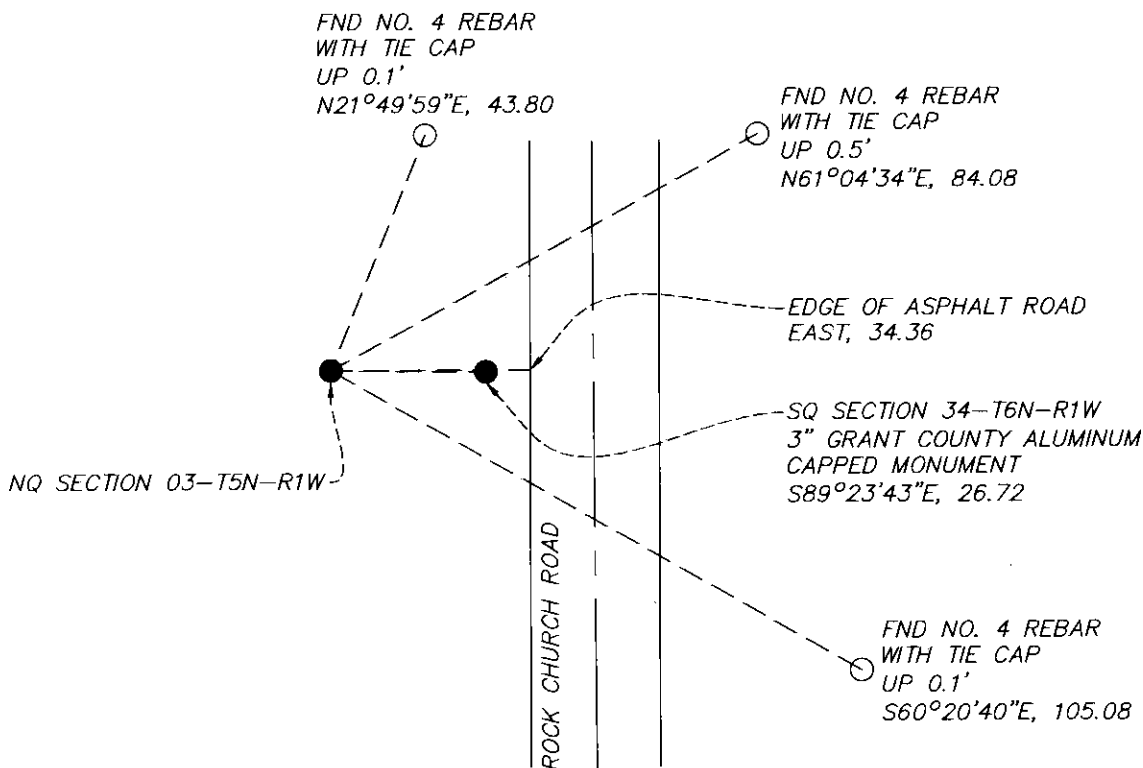 FND NO. 4 REBAR
WITH TIE CAP
UP 0.1'
N21°49'59"E, 43.80
FND NO. 4 REBAR
WITH TIE CAP
UP 0.5'
N61°04'34"E, 84.08
EDGE OF ASPHALT ROAD
EAST, 34.36
SQ SECTION 34-T6N-R1W
3" GRANT COUNTY ALUMINUM
CAPPED MONUMENT
S89°23'43"E, 26.72
NQ SECTION 03-T5N-R1W
ROCK CHURCH ROAD
FND NO. 4 REBAR
WITH TIE CAP
UP 0.1'
S60°20'40"E, 105.08